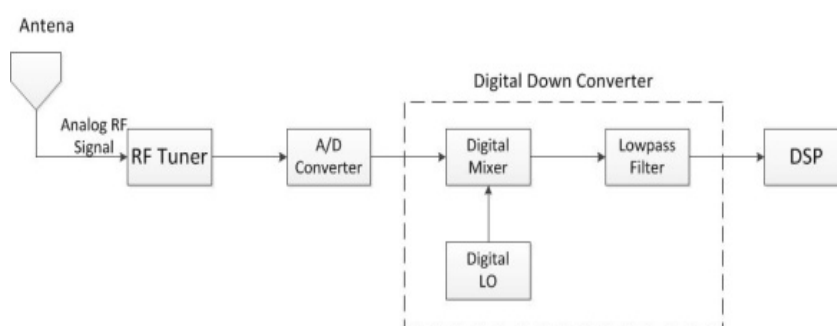 Antena
Digital Down Converter
Analog RF
Signal
RF Tuner
A/D
Converter
Digital
Mixer
Lowpass
Filter
DSP
Digital
LO